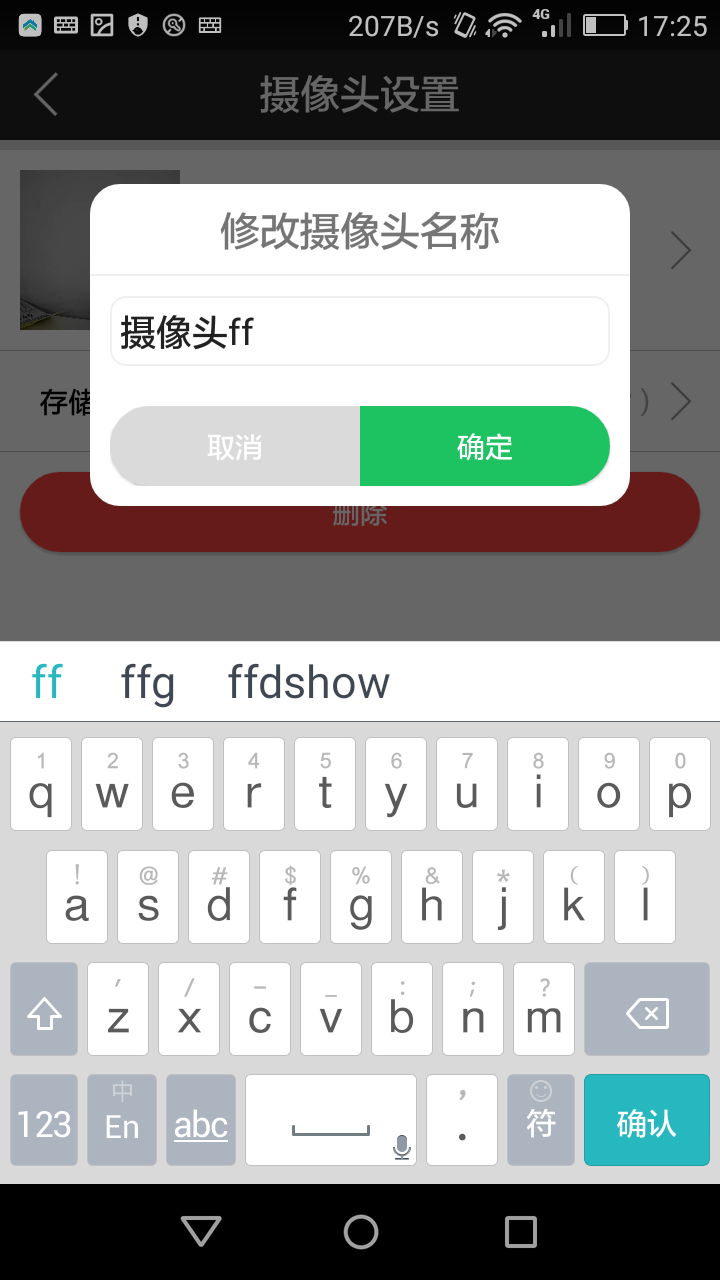 207B/s 4G 17:25
摄像头设置
修改摄像头名称
摄像头ff
存储
)
取消 确定
删除
ff ffg ffdshow
1 2 3 4 5 6 7 8 9 0
q w e r t y u i o p
! @ # $ % & * ( )
a s d f g h j k l
' / - _ : ; ?
z x c v b n m
中 ,
123 En abc . 符 确认